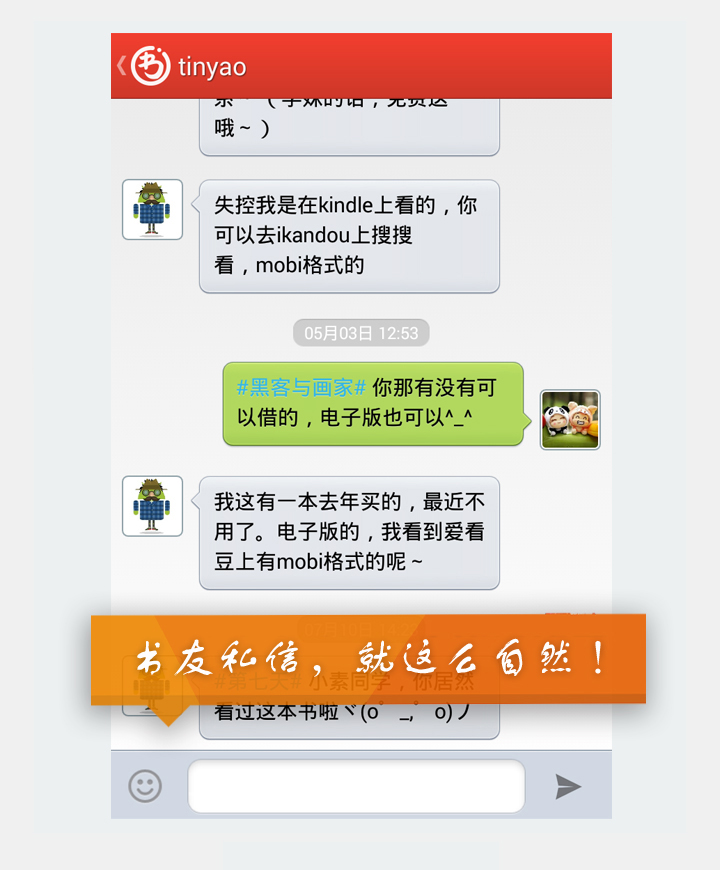 tinyao
（学妹的话，免费送
哦～）
失控我是在kindle上看的，你
可以去ikandou上搜搜
看，mobi格式的
05月03日 12:53
#黑客与画家# 你那有没有可
以借的，电子版也可以^_^
我这有一本去年买的，最近不
用了。电子版的，我看到爱看
豆上有mobi格式的呢～
书友私信，就这么自然！
#第七天# 小素同学，你居然
看过这本书啦ヾ(o゜_,゜o)ノ